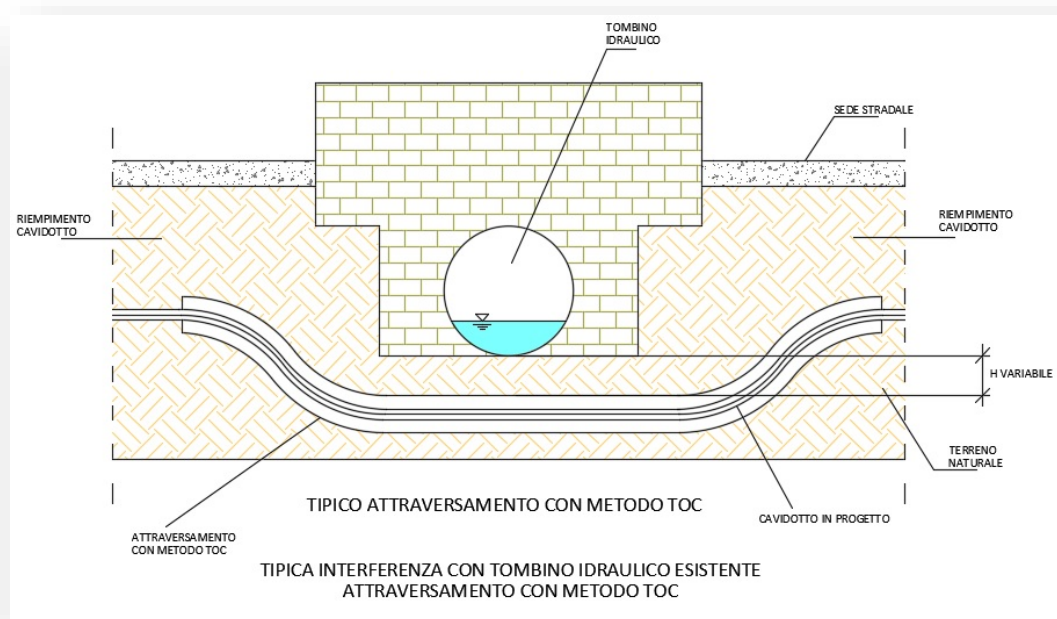 TOMBINO
IDRAULICO
SEDE STRADALE
RIEMPIMENTO
CAVIDOTTO
RIEMPIMENTO
CAVIDOTTO
H VARIABILE
TERRENO
NATURALE
TIPICO ATTRAVERSAMENTO CON METODO TOC
CAVIDOTTO IN PROGETTO
ATTRAVERSAMENTO
CON METODO TOC
TIPICA INTERFERENZA CON TOMBINO IDRAULICO ESISTENTE
ATTRAVERSAMENTO CON METODO TOC